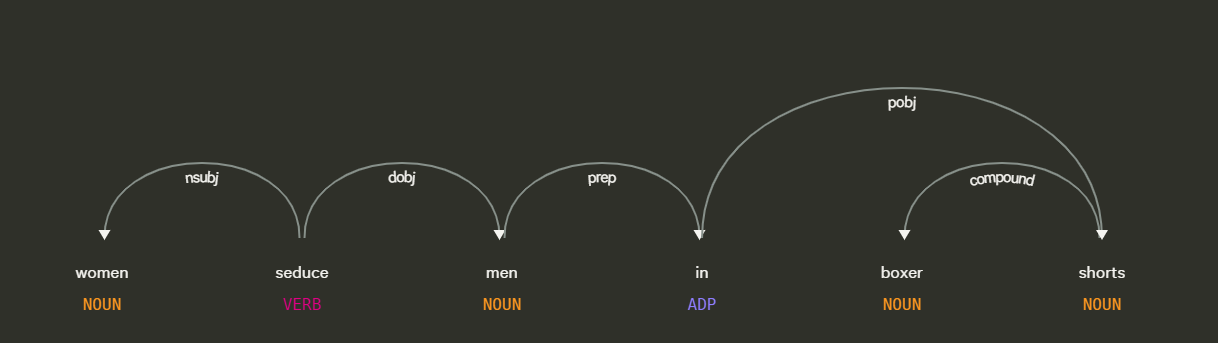 pobj
nsubj dobj prep compound
women seduce men in boxer shorts
NOUN VERB NOUN ADP NOUN NOUN